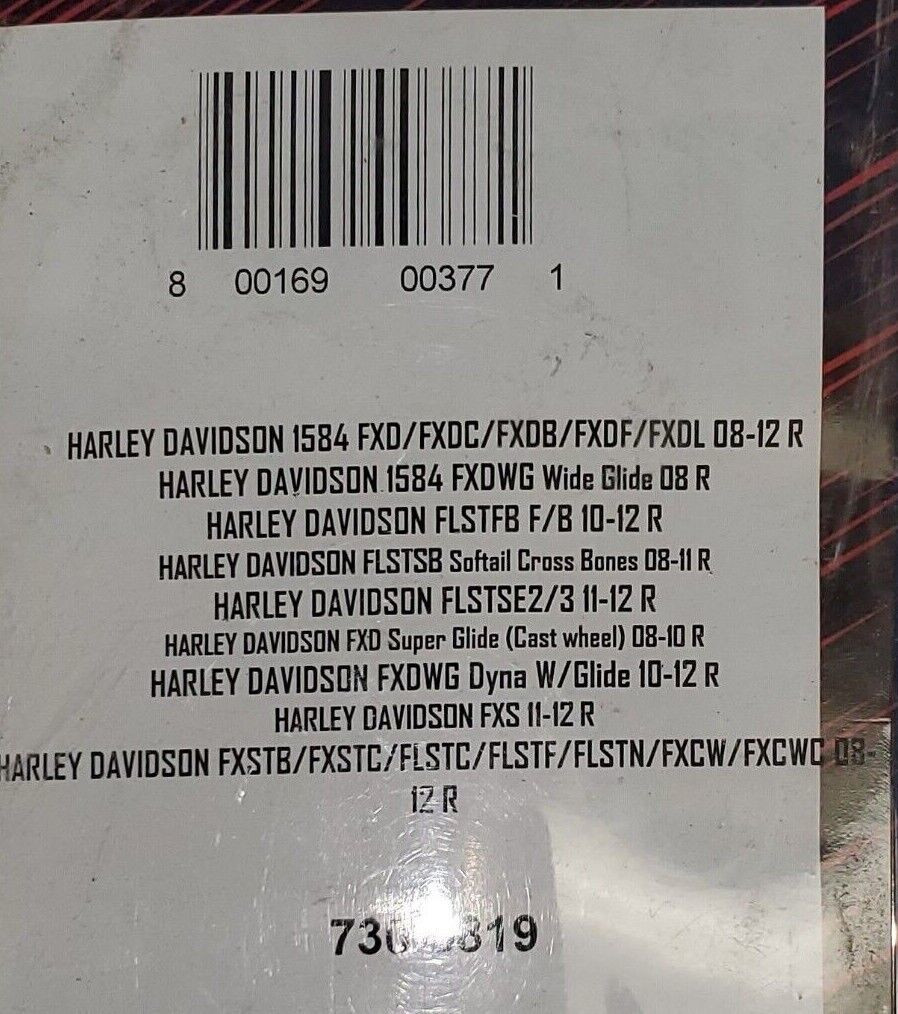 8 00169 00377 1
HARLEY DAVIDSON 1584 FXD/FXDC/FXDB/FXDF/FXDL 08-12 R
HARLEY DAVIDSON 1584 FXDWG Wide Glide 08 R
HARLEY DAVIDSON FLSTFB F/B 10-12 R
HARLEY DAVIDSON FLSTSB Softail Cross Bones 08-11 R
HARLEY DAVIDSON FLSTSE2/3 11-12 R
HARLEY DAVIDSON FXD Super Glide (Cast wheel) 08-10 R
HARLEY DAVIDSON FXDWG Dyna W/Glide 10-12 R
HARLEY DAVIDSON FXS 11-12 R
HARLEY DAVIDSON FXSTB/FXSTC/FLSTC/FLSTF/FLSTN/FXCW/FXCWC 08-
12 R